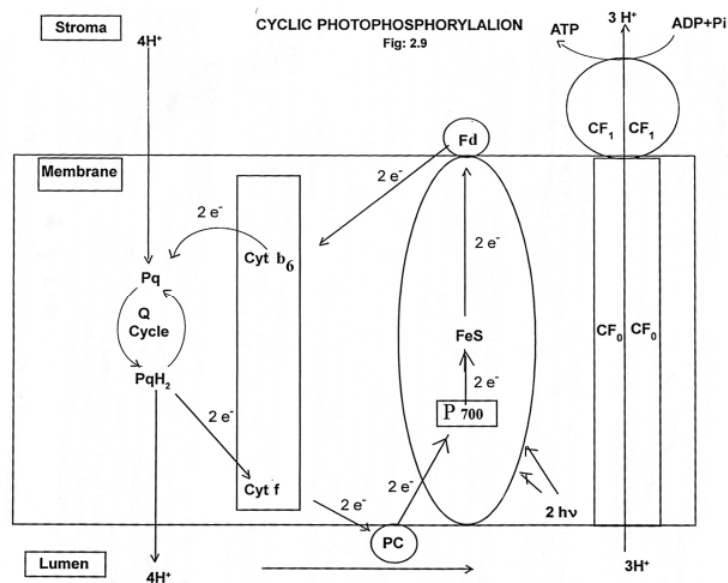 Stroma
4H⁺
CYCLIC PHOTOPHOSPHORYLALION
Fig: 2.9
ATP
3 H⁺
ADP+Pi
CF₁
CF₁
Fd
Membrane
2 e⁻
2 e⁻
Cyt b₆
2 e⁻
Pq
Q
Cycle
FeS
CF₀
CF₀
PqH₂
2 e⁻
P 700
2 e⁻
Cyt f
2 e⁻
2 e⁻
2 hν
PC
Lumen
4H⁺
3H⁺